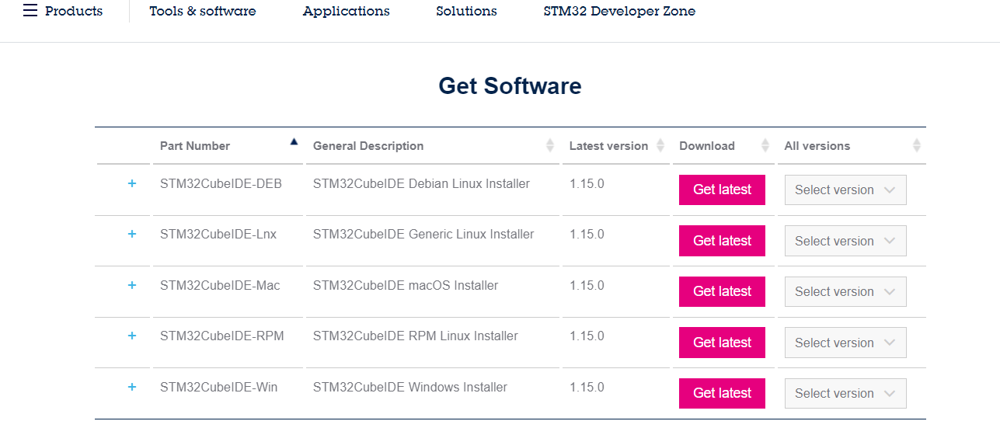 Products Tools & software Applications Solutions STM32 Developer Zone
Get Software
Part Number General Description Latest version Download All versions
+ STM32CubeIDE-DEB STM32CubeIDE Debian Linux Installer 1.15.0 Get latest Select version
+ STM32CubeIDE-Lnx STM32CubeIDE Generic Linux Installer 1.15.0 Get latest Select version
+ STM32CubeIDE-Mac STM32CubeIDE macOS Installer 1.15.0 Get latest Select version
+ STM32CubeIDE-RPM STM32CubeIDE RPM Linux Installer 1.15.0 Get latest Select version
+ STM32CubeIDE-Win STM32CubeIDE Windows Installer 1.15.0 Get latest Select version